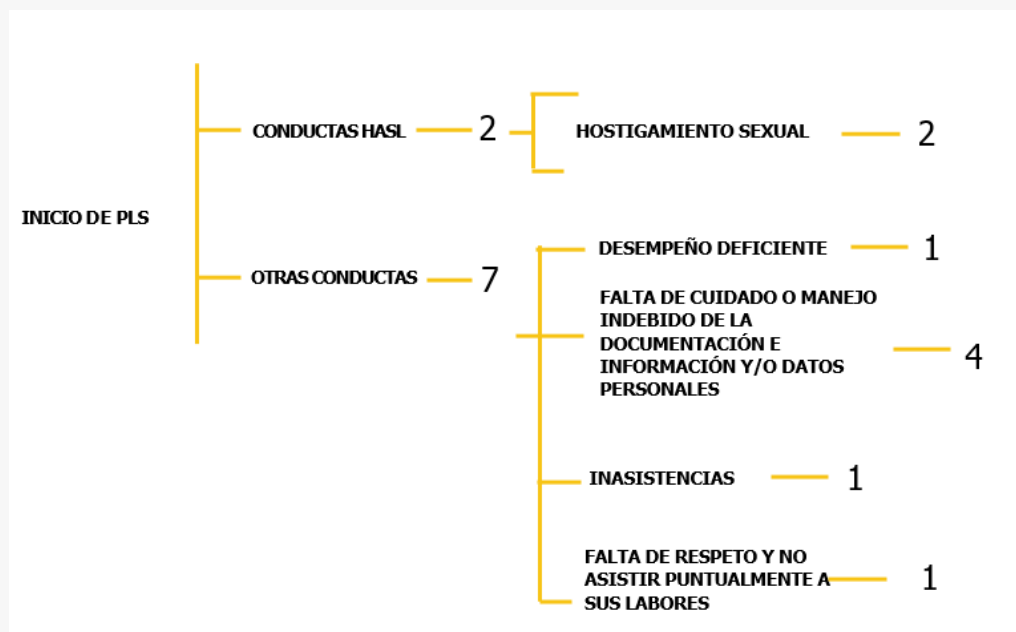 INICIO DE PLS
CONDUCTAS HASL
2
HOSTIGAMIENTO SEXUAL
2
OTRAS CONDUCTAS
7
DESEMPEÑO DEFICIENTE
1
FALTA DE CUIDADO O MANEJO
INDEBIDO DE LA
DOCUMENTACIÓN E
INFORMACIÓN Y/O DATOS
PERSONALES
4
INASISTENCIAS
1
FALTA DE RESPETO Y NO
ASISTIR PUNTUALMENTE A
SUS LABORES
1